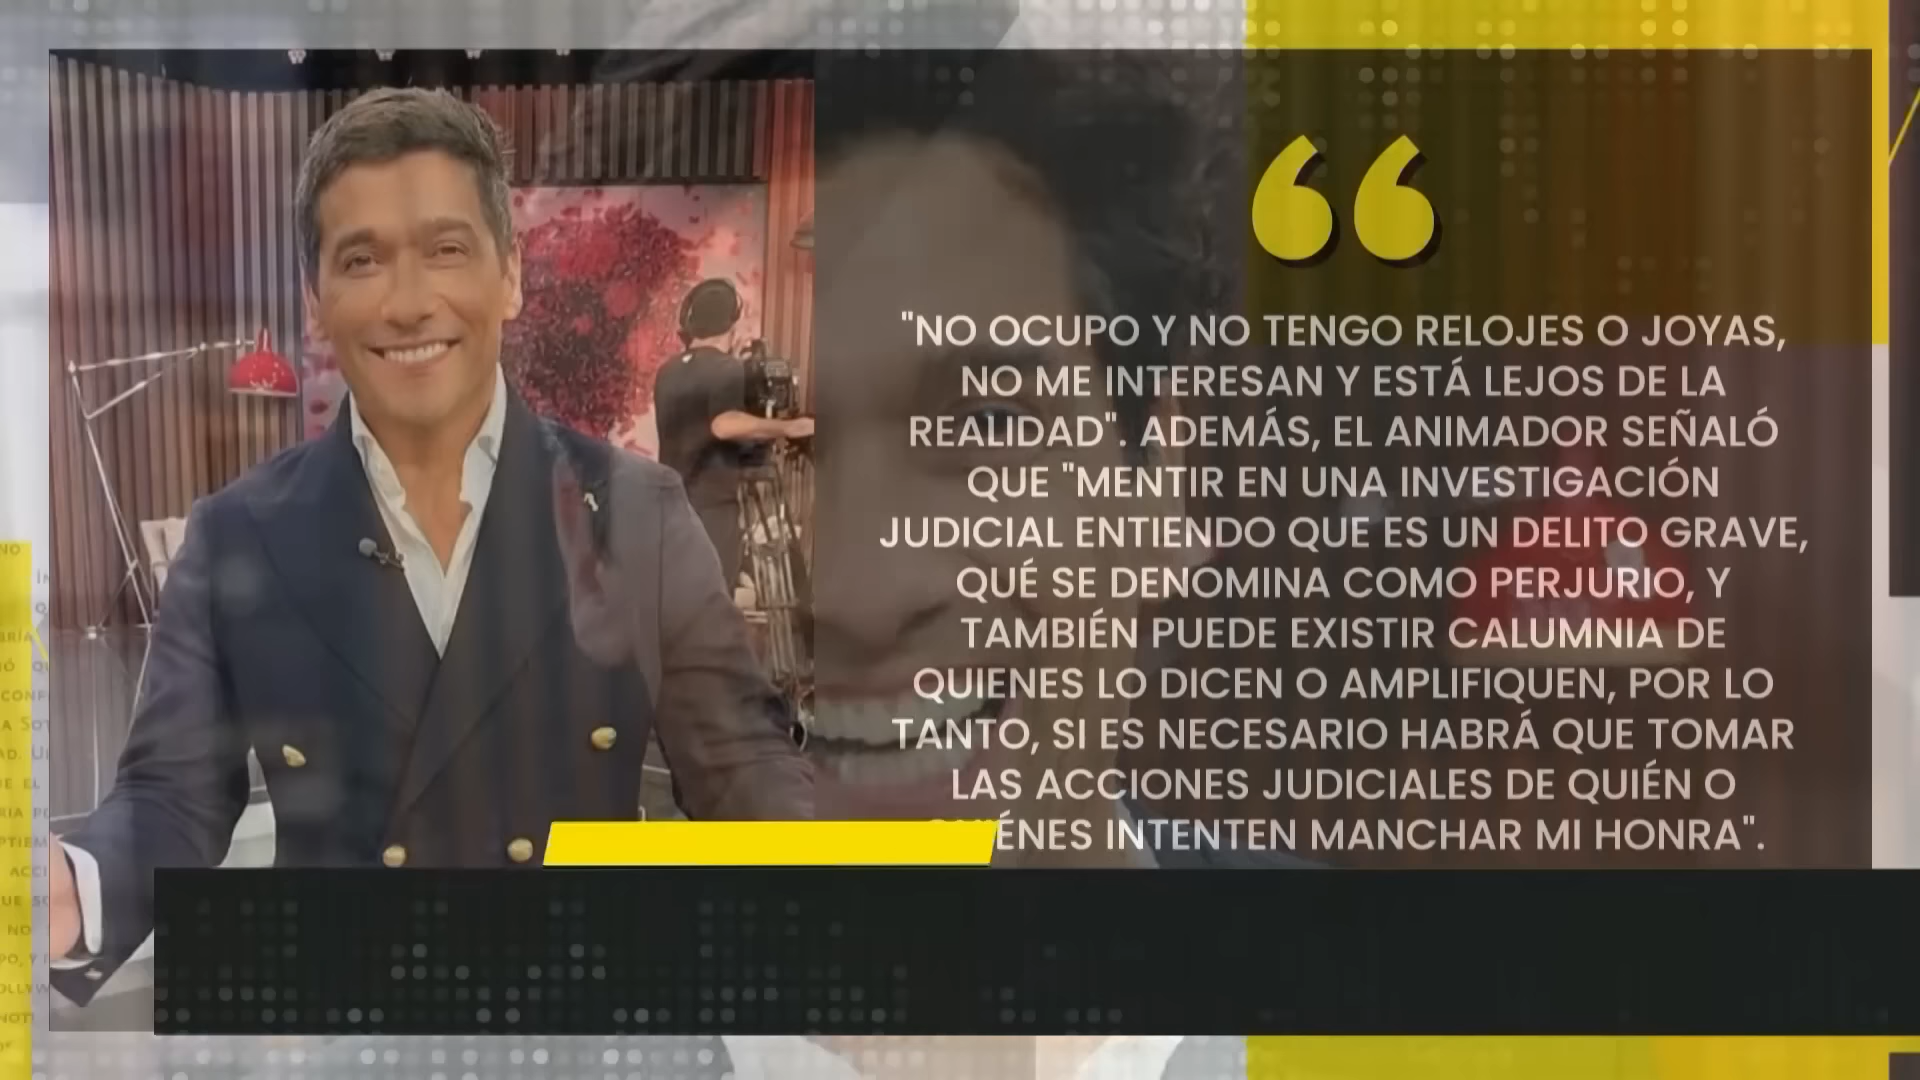 "NO OCUPO Y NO TENGO RELOJES O JOYAS,
NO ME INTERESAN Y ESTÁ LEJOS DE LA
REALIDAD". ADEMÁS, EL ANIMADOR SEÑALÓ
QUE "MENTIR EN UNA INVESTIGACIÓN
JUDICIAL ENTIENDO QUE ES UN DELITO GRAVE,
QUÉ SE DENOMINA COMO PERJURIO, Y
TAMBIÉN PUEDE EXISTIR CALUMNIA DE
QUIENES LO DICEN O AMPLIFIQUEN, POR LO
TANTO, SI ES NECESARIO HABRÁ QUE TOMAR
LAS ACCIONES JUDICIALES DE QUIÉN O
INTENTEN MANCHAR MI HONRA".